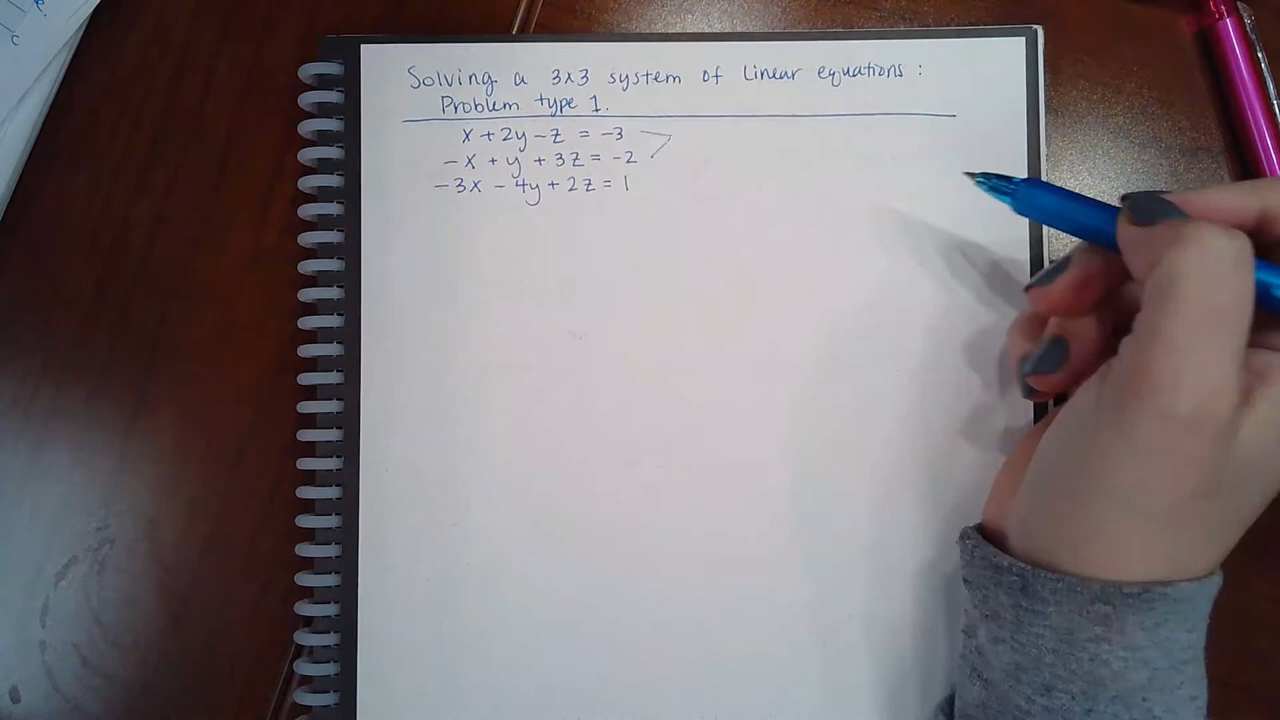 Solving a 3x3 system of linear equations :
Problem type 1.
x + 2y - z = -3
-x + y + 3z = -2
-3x - 4y + 2z = 1